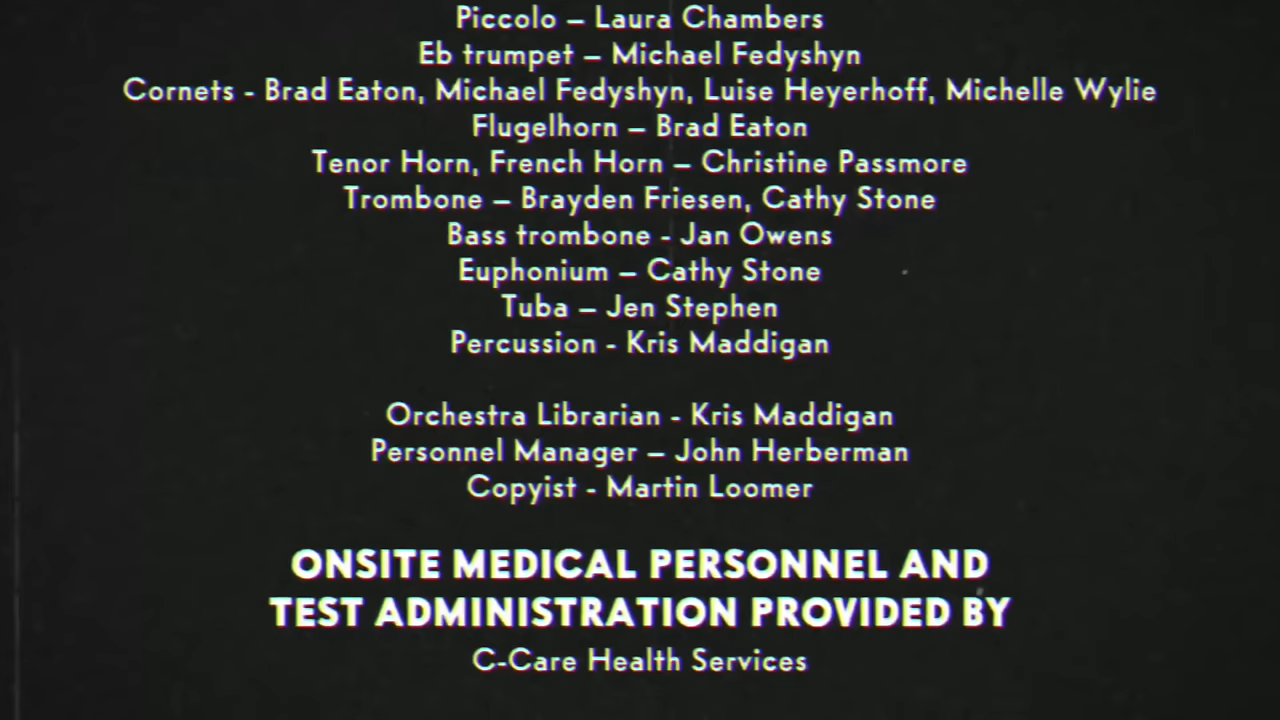 Piccolo – Laura Chambers
Eb trumpet – Michael Fedyshyn
Cornets - Brad Eaton, Michael Fedyshyn, Luise Heyerhoff, Michelle Wylie
Flugelhorn – Brad Eaton
Tenor Horn, French Horn – Christine Passmore
Trombone – Brayden Friesen, Cathy Stone
Bass trombone - Jan Owens
Euphonium – Cathy Stone
Tuba – Jen Stephen
Percussion - Kris Maddigan
Orchestra Librarian - Kris Maddigan
Personnel Manager – John Herberman
Copyist - Martin Loomer
ONSITE MEDICAL PERSONNEL AND
TEST ADMINISTRATION PROVIDED BY
C-Care Health Services